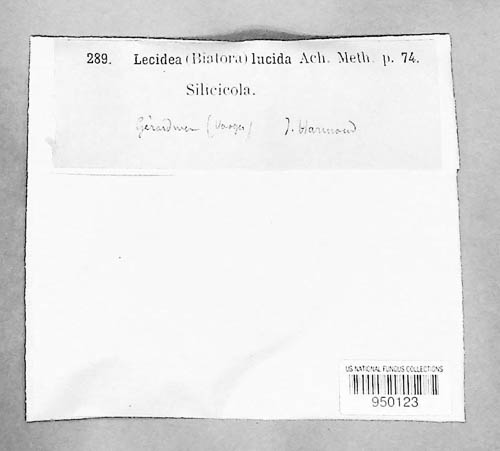 289. Lecidea (Biatora) lucida Ach. Meth. p. 74.
Silicicola.
Gérardmer (Vosges) J. Harmand
US NATIONAL FUNGUS COLLECTIONS
950123